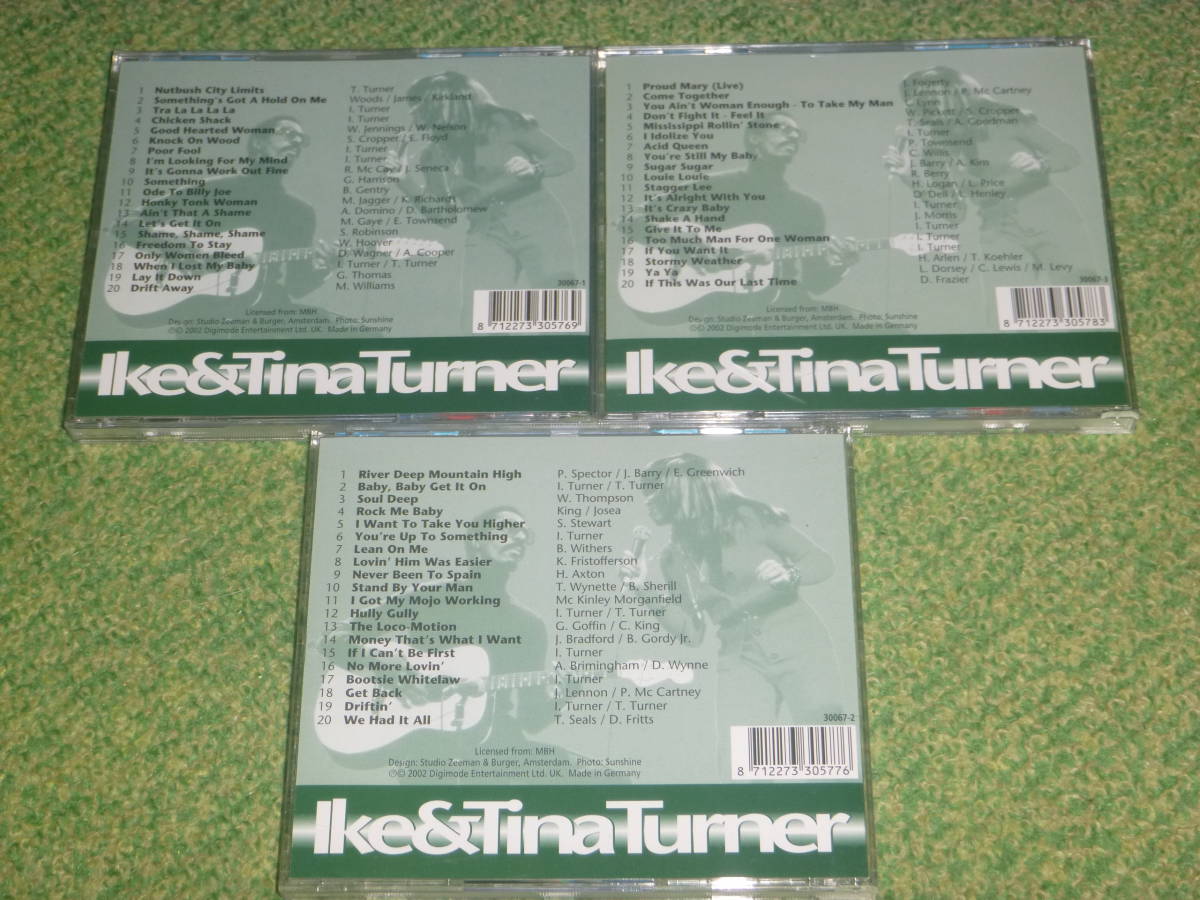 1 Nutbush City Limits T. Turner
2 Something's Got A Hold On Me Woods / James / Kirkland
3 Tra La La La La I. Turner
4 Chicken Shack I. Turner
5 Good Hearted Woman W. Jennings / W. Nelson
6 Knock On Wood S. Cropper / E. Floyd
7 Poor Fool I. Turner
8 I'm Looking For My Mind I. Turner
9 It's Gonna Work Out Fine R. Mc Coy / J. Seneca
10 Something G. Harrison
11 Ode To Billy Joe B. Gentry
12 Honky Tonk Woman M. Jagger / K. Richards
13 Ain't That A Shame A. Domino / D. Bartholomew
14 Let's Get It On M. Gaye / E. Townsend
15 Shame, Shame, Shame S. Robinson
16 Freedom To Stay W. Hoover
17 Only Women Bleed D. Wagner / A. Cooper
18 When I Lost My Baby I. Turner / T. Turner
19 Lay It Down G. Thomas
20 Drift Away M. Williams
30067-1
Licensed from: MBH
Design: Studio Zeeman & Burger, Amsterdam. Photo: Sunshine
℗© 2002 Digimode Entertainment Ltd. UK. Made in Germany
8 712273 305769
Ike&TinaTurner
1 Proud Mary (Live) J. Fogerty
2 Come Together J. Lennon / P. Mc Cartney
3 You Ain't Woman Enough - To Take My Man L. Lynn
4 Don't Fight It - Feel It W. Pickett / S. Cropper
5 Mississippi Rollin' Stone T. Seals / A. Goodman
6 I Idolize You I. Turner
7 Acid Queen P. Townsend
8 You're Still My Baby C. Willis
9 Sugar Sugar J. Barry / A. Kim
10 Louie Louie R. Berry
11 Stagger Lee H. Logan / L. Price
12 It's Alright With You D. Dell / L. Henley
13 It's Crazy Baby I. Turner
14 Shake A Hand J. Morris
15 Give It To Me I. Turner
16 Too Much Man For One Woman I. Turner
17 If You Want It I. Turner
18 Stormy Weather H. Arlen / T. Koehler
19 Ya Ya L. Dorsey / C. Lewis / M. Levy
20 If This Was Our Last Time D. Frazier
30067-3
Licensed from: MBH
Design: Studio Zeeman & Burger, Amsterdam. Photo: Sunshine
℗© 2002 Digimode Entertainment Ltd. UK. Made in Germany
8 712273 305783
Ike&TinaTurner
1 River Deep Mountain High P. Spector / J. Barry / E. Greenwich
2 Baby, Baby Get It On I. Turner / T. Turner
3 Soul Deep W. Thompson
4 Rock Me Baby King / Josea
5 I Want To Take You Higher S. Stewart
6 You're Up To Something I. Turner
7 Lean On Me B. Withers
8 Lovin' Him Was Easier K. Fristofferson
9 Never Been To Spain H. Axton
10 Stand By Your Man T. Wynette / B. Sherill
11 I Got My Mojo Working Mc Kinley Morganfield
12 Hully Gully I. Turner / T. Turner
13 The Loco-Motion G. Goffin / C. King
14 Money That's What I Want J. Bradford / B. Gordy Jr.
15 If I Can't Be First I. Turner
16 No More Lovin' A. Brimingham / D. Wynne
17 Bootsie Whitelaw I. Turner
18 Get Back J. Lennon / P. Mc Cartney
19 Driftin' I. Turner / T. Turner
20 We Had It All T. Seals / D. Fritts
30067-2
Licensed from: MBH
Design: Studio Zeeman & Burger, Amsterdam. Photo: Sunshine
℗© 2002 Digimode Entertainment Ltd. UK. Made in Germany
8 712273 305776
Ike&TinaTurner